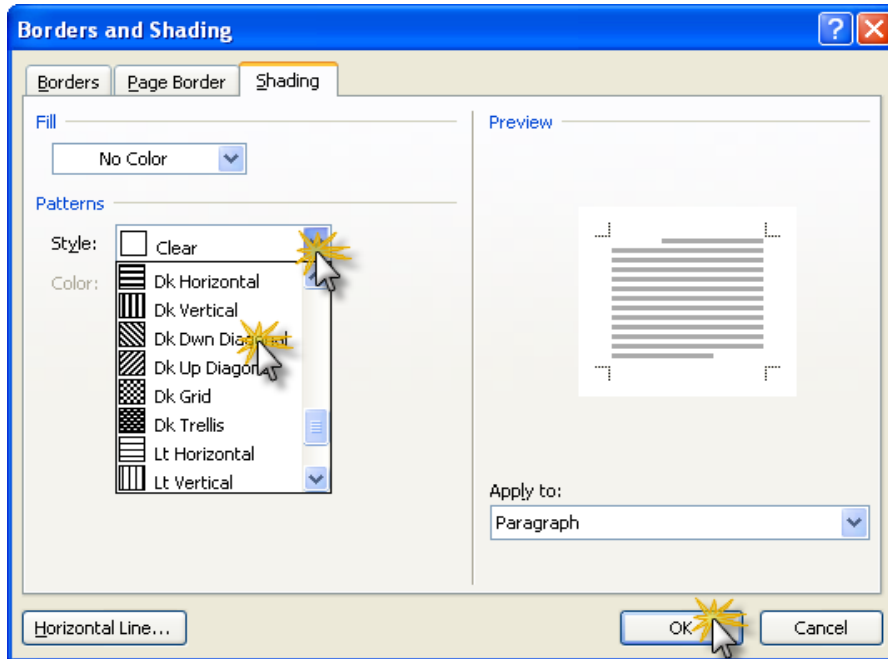 Borders and Shading
Borders Page Border Shading
Fill
No Color
Patterns
Style: Clear
Color:
Dk Horizontal
Dk Vertical
Dk Dwn Diagonal
Dk Up Diagonal
Dk Grid
Dk Trellis
Lt Horizontal
Lt Vertical
Preview
Apply to:
Paragraph
Horizontal Line...
OK
Cancel